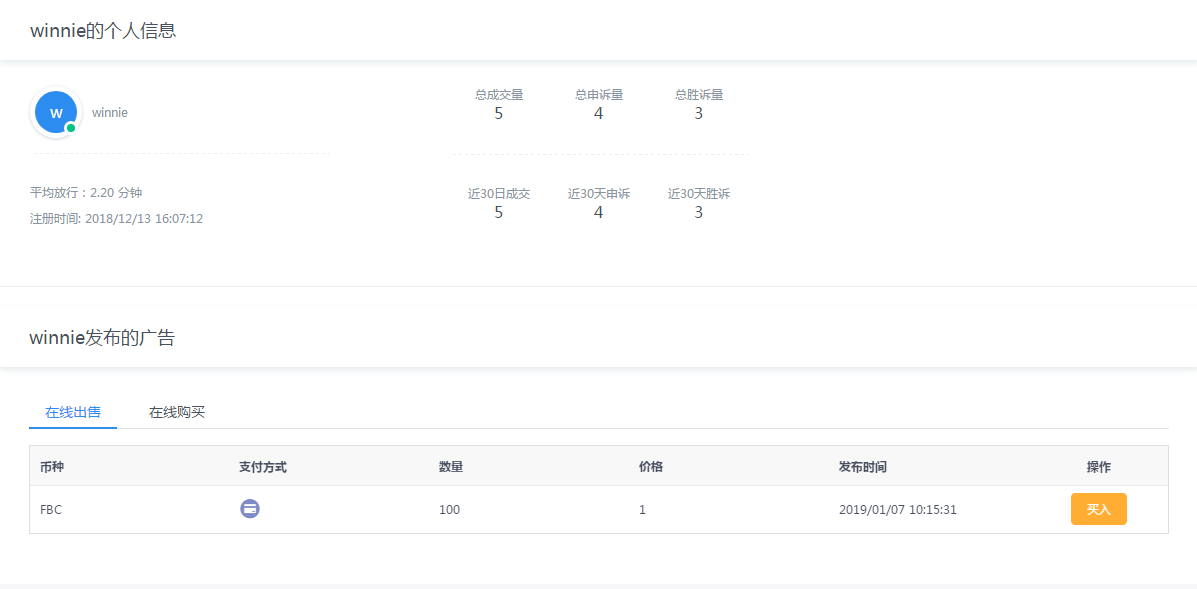 winnie的个人信息
w
winnie
总成交量 总申诉量 总胜诉量
5 4 3
平均放行：2.20 分钟
注册时间: 2018/12/13 16:07:12
近30日成交 近30天申诉 近30天胜诉
5 4 3
winnie发布的广告
在线出售 在线购买
币种 支付方式 数量 价格 发布时间 操作
FBC 100 1 2019/01/07 10:15:31 买入